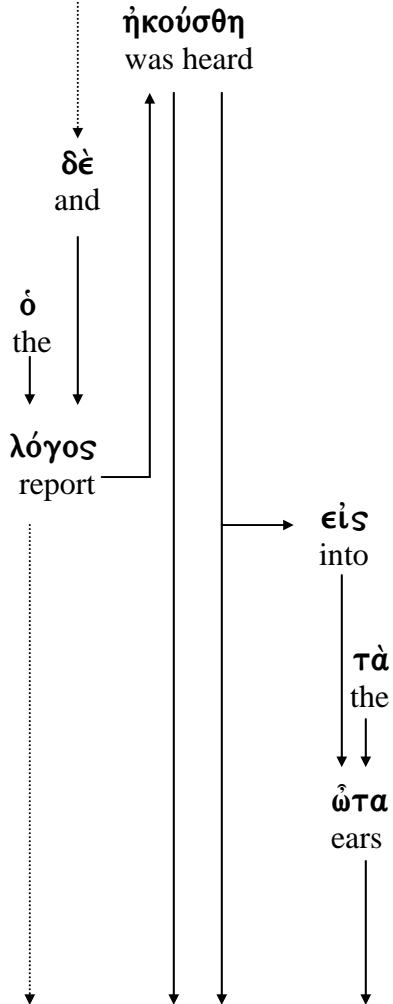 ἠκούσθη
was heard
δὲ
and
ὁ
the
λόγος
report
εἰς
into
τὰ
the
ὦτα
ears